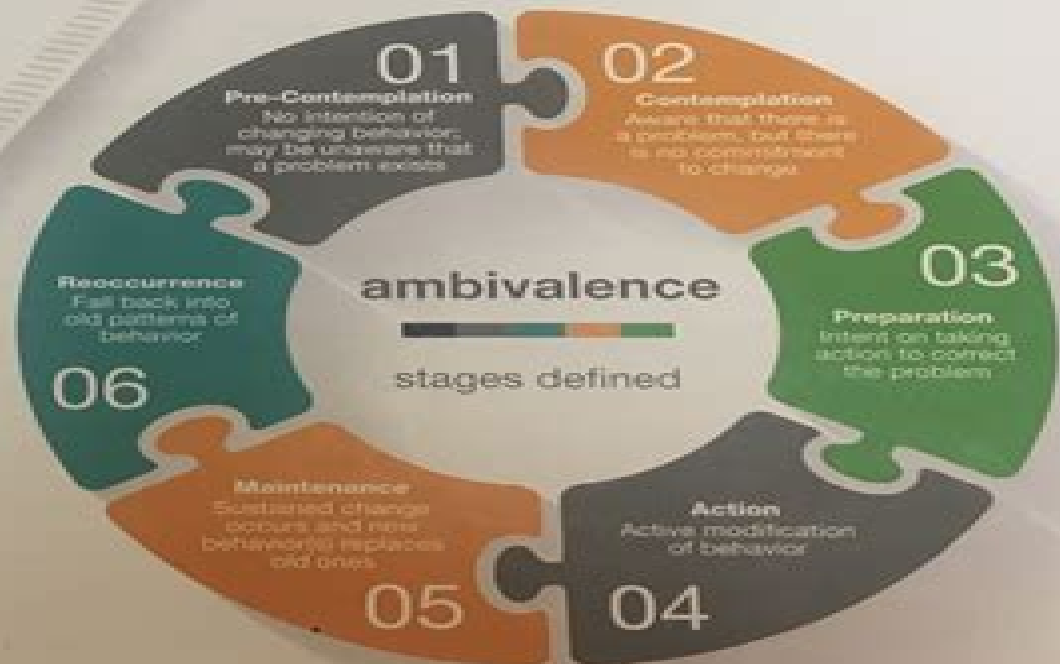 01
Pre-Contemplation
No intention of
changing behavior;
may be unaware that
a problem exists
02
Contemplation
Aware that there is
a problem, but there
is no commitment
to change
03
Preparation
Intent on taking
action to correct
the problem
Action
Active modification
of behavior
04
Maintenance
Sustained change
occurs and new
behavior(s) replaces
old ones
05
Reoccurrence
Fall back into
old patterns of
behavior
06
ambivalence
stages defined